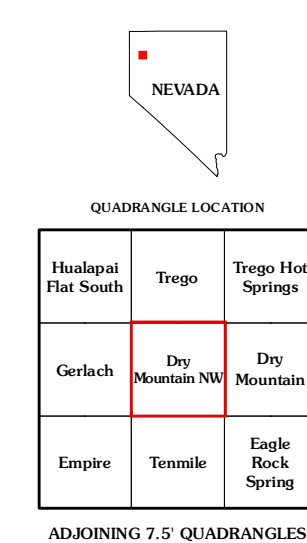 NEVADA
QUADRANGLE LOCATION
Hualapai
Flat South
Trego
Trego Hot
Springs
Gerlach
Dry
Mountain NW
Dry
Mountain
Empire
Tenmile
Eagle
Rock
Spring
ADJOINING 7.5' QUADRANGLES